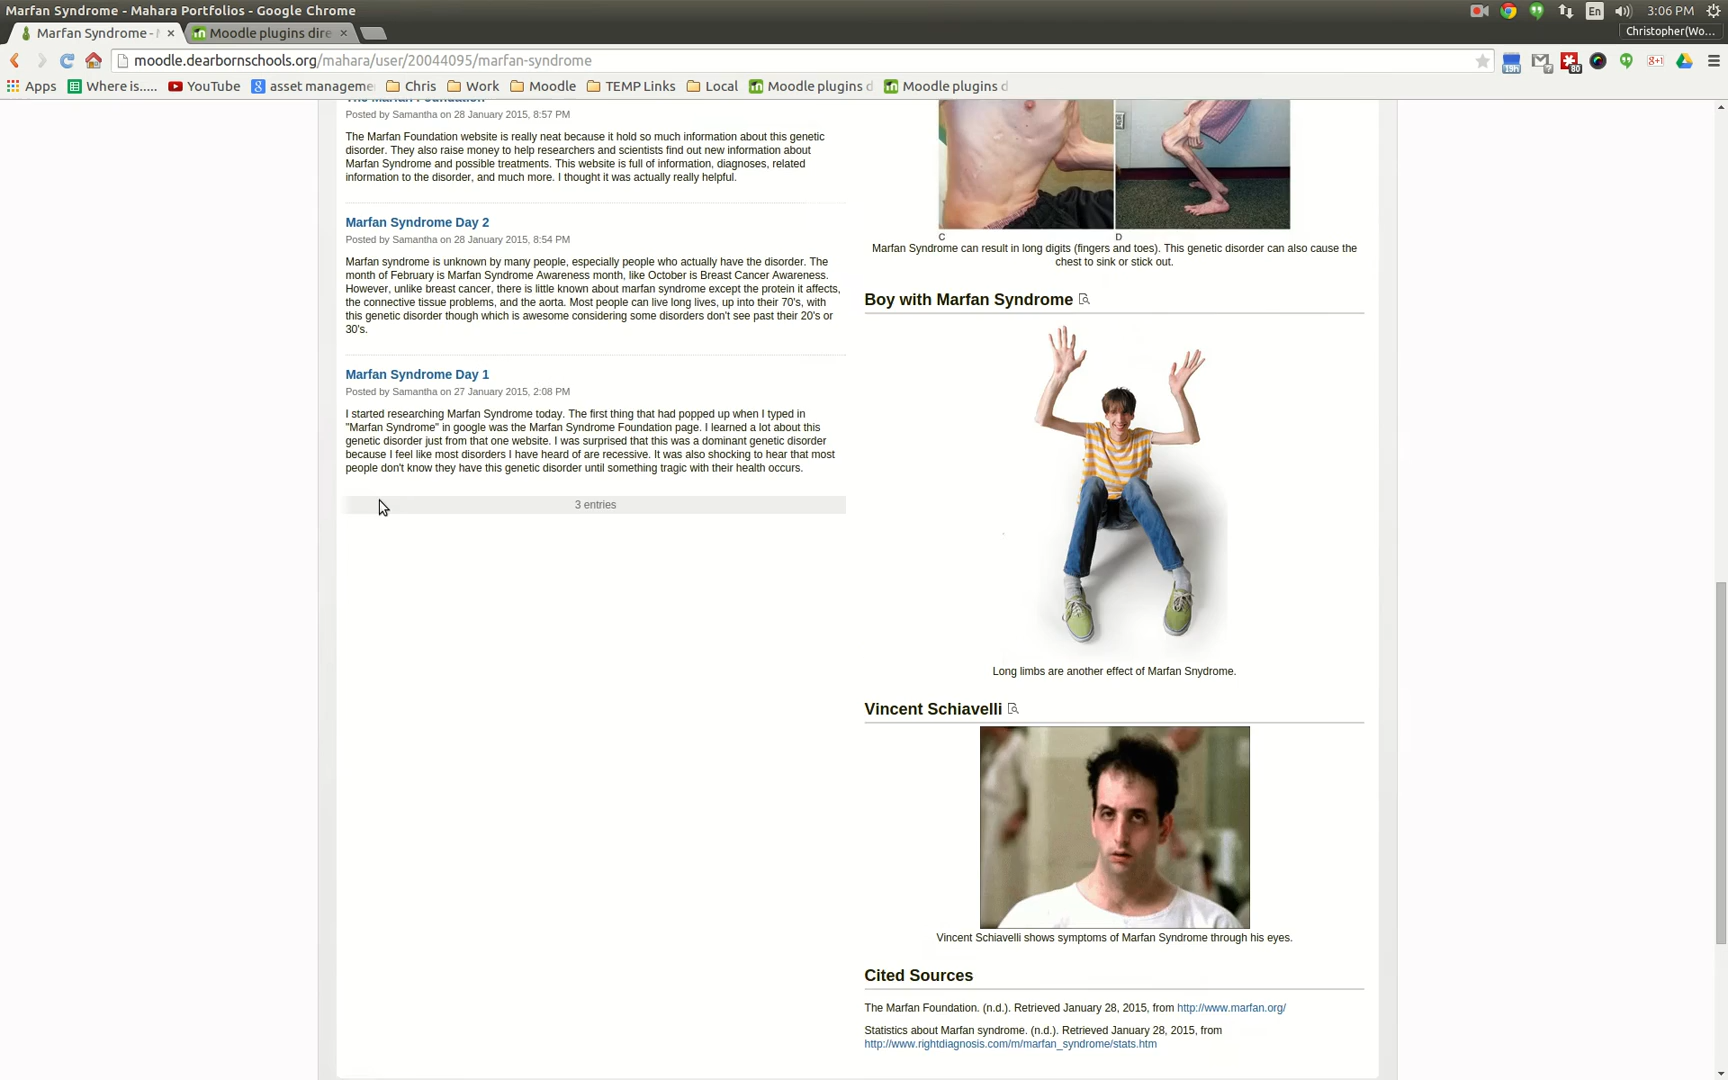 Marfan Syndrome - Mahara Portfolios - Google Chrome
En
3:06 PM
Marfan Syndrome -
Moodle plugins dire
Christopher(Wo...
moodle.dearbornschools.org/mahara/user/20044095/marfan-syndrome
19h
?
80
g+1
Apps
Where is.....
YouTube
asset manageme
Chris
Work
Moodle
TEMP Links
Local
Moodle plugins d
Moodle plugins d
The Marfan Foundation
Posted by Samantha on 28 January 2015, 8:57 PM
The Marfan Foundation website is really neat because it hold so much information about this genetic
disorder. They also raise money to help researchers and scientists find out new information about
Marfan Syndrome and possible treatments. This website is full of information, diagnoses, related
information to the disorder, and much more. I thought it was actually really helpful.
Marfan Syndrome Day 2
Posted by Samantha on 28 January 2015, 8:54 PM
Marfan syndrome is unknown by many people, especially people who actually have the disorder. The
month of February is Marfan Syndrome Awareness month, like October is Breast Cancer Awareness.
However, unlike breast cancer, there is little known about marfan syndrome except the protein it affects,
the connective tissue problems, and the aorta. Most people can live long lives, up into their 70's, with
this genetic disorder though which is awesome considering some disorders don't see past their 20's or
30's.
Marfan Syndrome Day 1
Posted by Samantha on 27 January 2015, 2:08 PM
I started researching Marfan Syndrome today. The first thing that had popped up when I typed in
"Marfan Syndrome" in google was the Marfan Syndrome Foundation page. I learned a lot about this
genetic disorder just from that one website. I was surprised that this was a dominant genetic disorder
because I feel like most disorders I have heard of are recessive. It was also shocking to hear that most
people don't know they have this genetic disorder until something tragic with their health occurs.
3 entries
C
D
Marfan Syndrome can result in long digits (fingers and toes). This genetic disorder can also cause the
chest to sink or stick out.
Boy with Marfan Syndrome
Long limbs are another effect of Marfan Snydrome.
Vincent Schiavelli
Vincent Schiavelli shows symptoms of Marfan Syndrome through his eyes.
Cited Sources
The Marfan Foundation. (n.d.). Retrieved January 28, 2015, from http://www.marfan.org/
Statistics about Marfan syndrome. (n.d.). Retrieved January 28, 2015, from
http://www.rightdiagnosis.com/m/marfan_syndrome/stats.htm